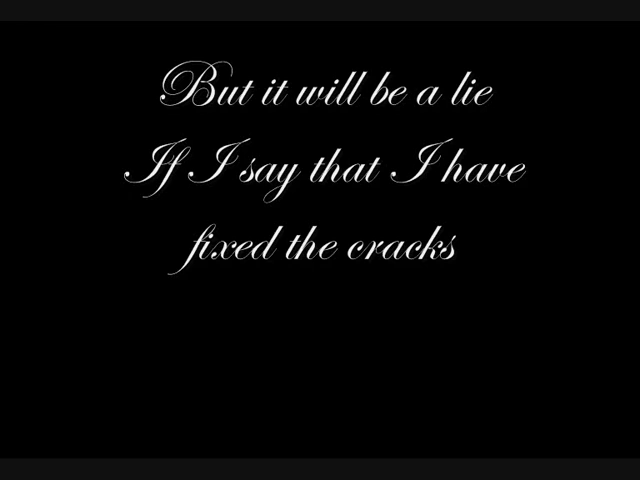 But it will be a lie
If I say that I have
fixed the cracks